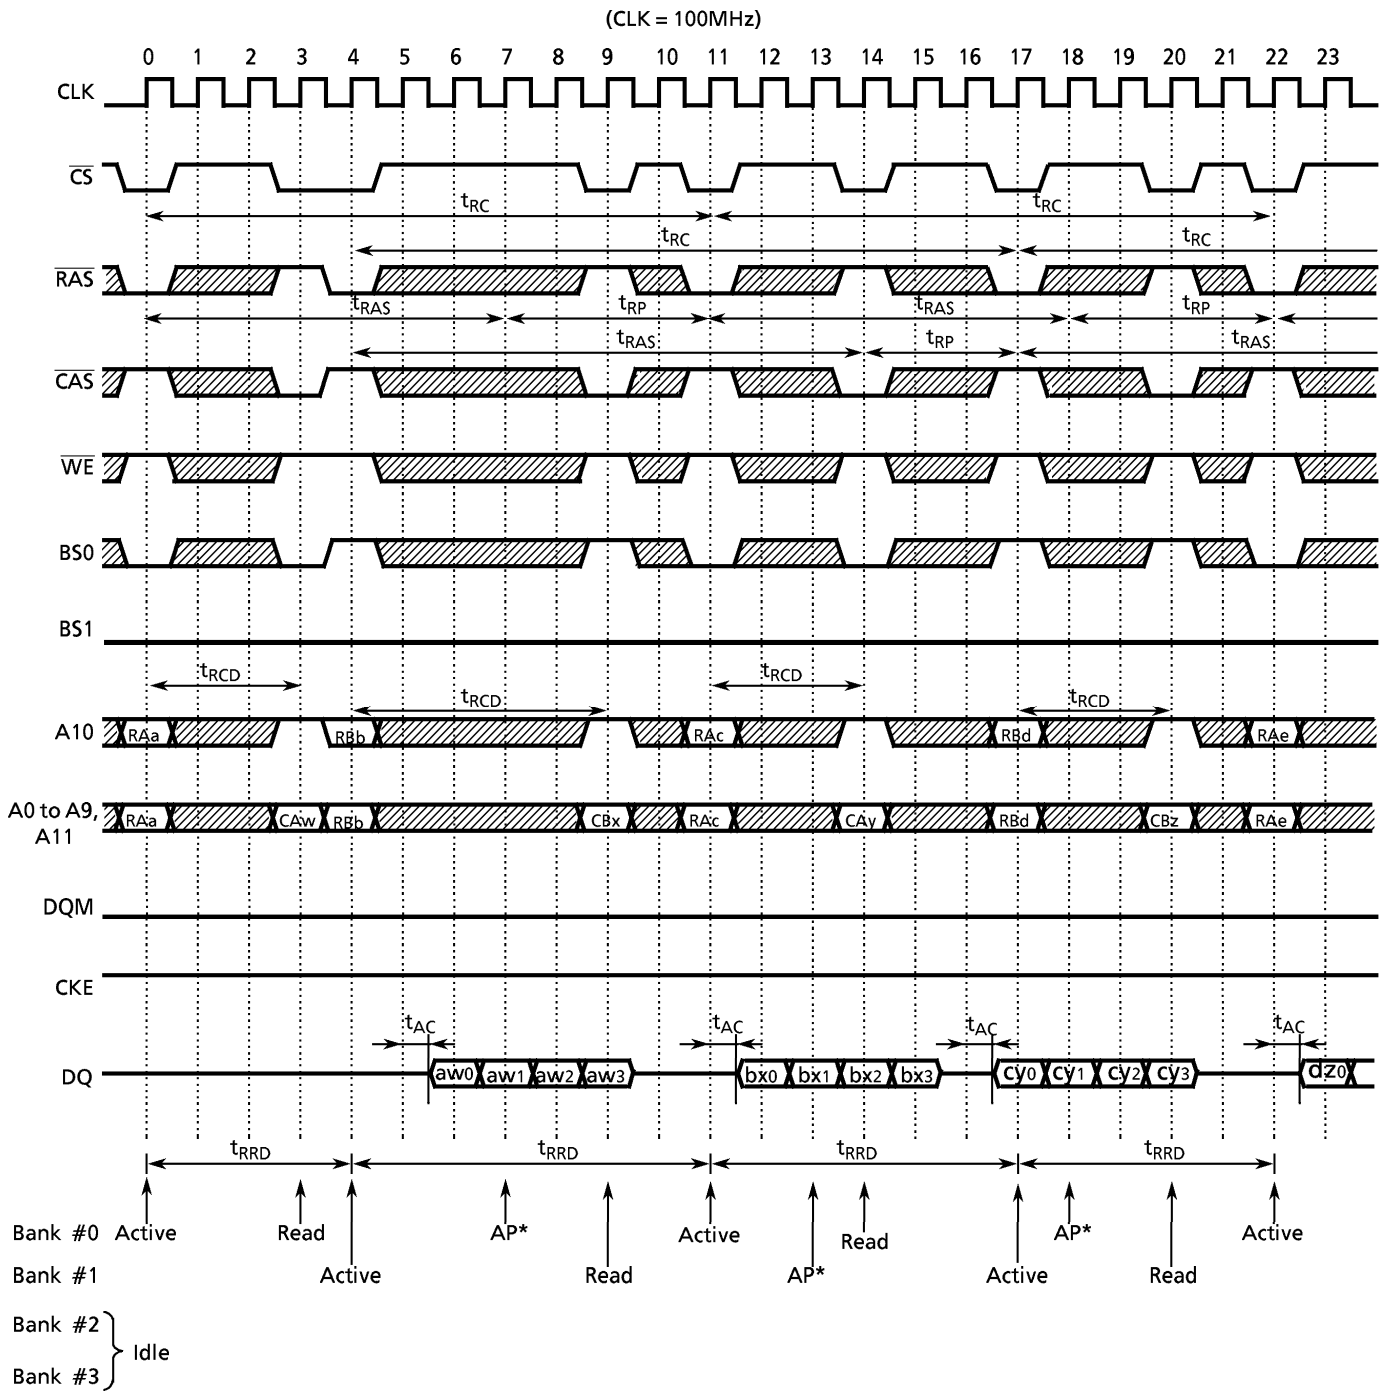 (CLK = 100MHz)
0 1 2 3 4 5 6 7 8 9 10 11 12 13 14 15 16 17 18 19 20 21 22 23
CLK
CS
tRC tRC
tRC tRC
RAS
tRAS tRP tRAS tRP
tRAS tRP tRAS
CAS
WE
BS0
BS1
tRCD tRCD
tRCD tRCD
A10 RAa RBb RAc RBd RAe
A0 to A9,
A11
RAa CAw RBb CBx RAc CAy RBd CBz RAe
DQM
CKE
tAC tAC tAC tAC
DQ aw0 aw1 aw2 aw3 bx0 bx1 bx2 bx3 cy0 cy1 cy2 cy3 dz0
tRRD tRRD tRRD tRRD
Bank #0 Active Read AP* Active Read AP* Active
Bank #1 Active Read AP* Active Read
Bank #2
Idle
Bank #3